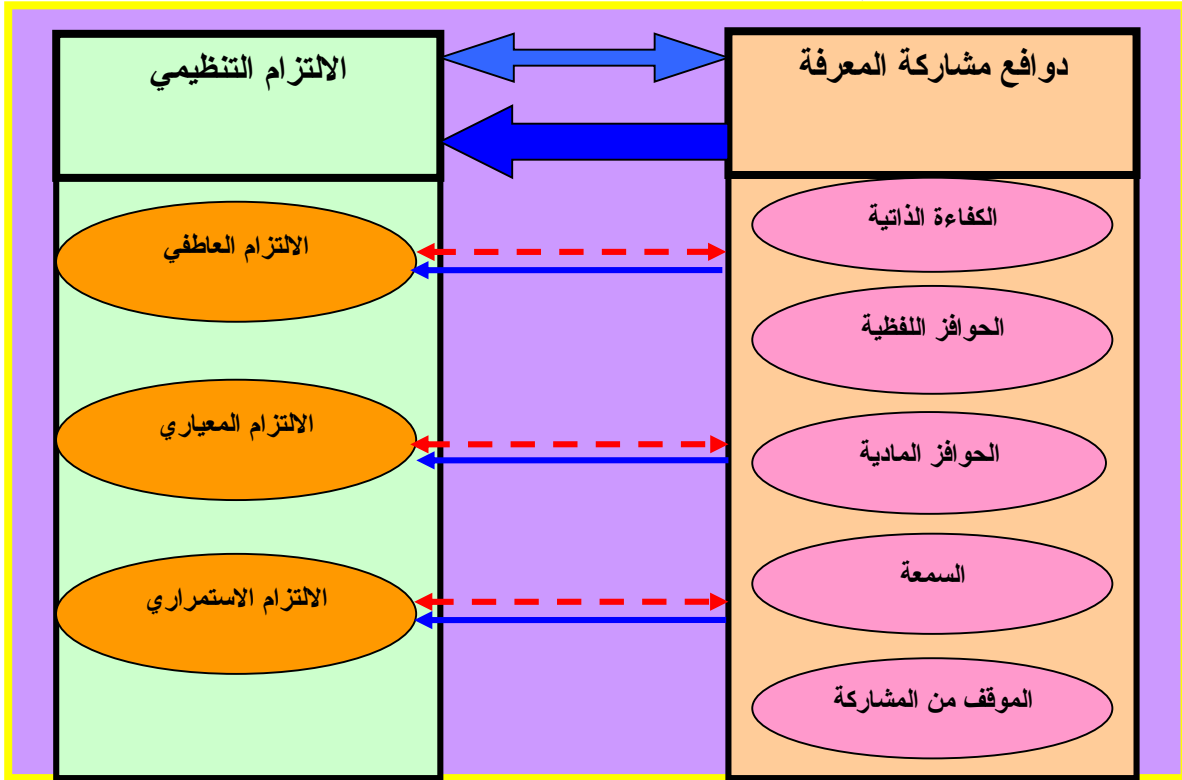 دوافع مشاركة المعرفة
الالتزام التنظيمي
الكفاءة الذاتية
الحوافز اللفظية
الحوافز المادية
السمعة
الموقف من المشاركة
الالتزام العاطفي
الالتزام المعياري
الالتزام الاستمراري